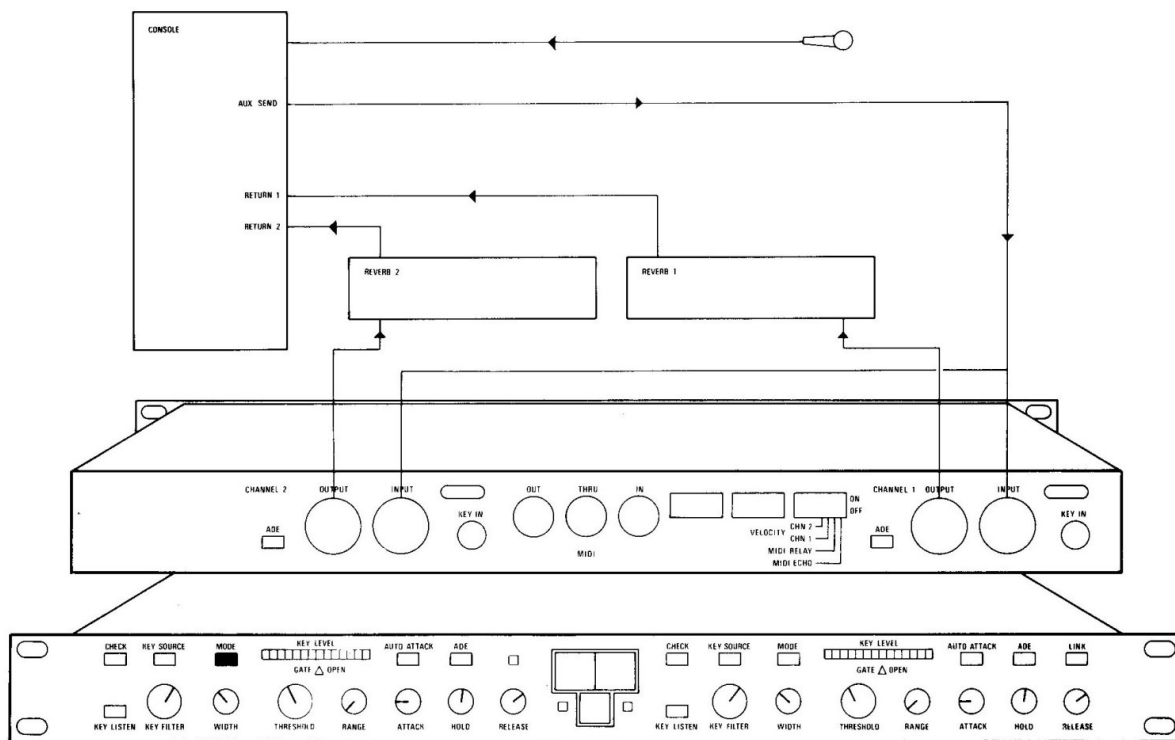 CONSOLE
AUX SEND
RETURN 1
RETURN 2
REVERB 2
REVERB 1
CHANNEL 2
OUTPUT
INPUT
ADE
KEY IN
OUT
THRU
IN
MIDI
ON
OFF
VELOCITY
CHN 2
CHN 1
MIDI RELAY
MIDI ECHO
CHANNEL 1
OUTPUT
INPUT
ADE
KEY IN
CHECK
KEY SOURCE
MODE
KEY LEVEL
AUTO ATTACK
ADE
GATE △ OPEN
KEY LISTEN
KEY FILTER
WIDTH
THRESHOLD
RANGE
ATTACK
HOLD
RELEASE
CHECK
KEY SOURCE
MODE
KEY LEVEL
AUTO ATTACK
ADE
LINK
GATE △ OPEN
KEY LISTEN
KEY FILTER
WIDTH
THRESHOLD
RANGE
ATTACK
HOLD
RELEASE